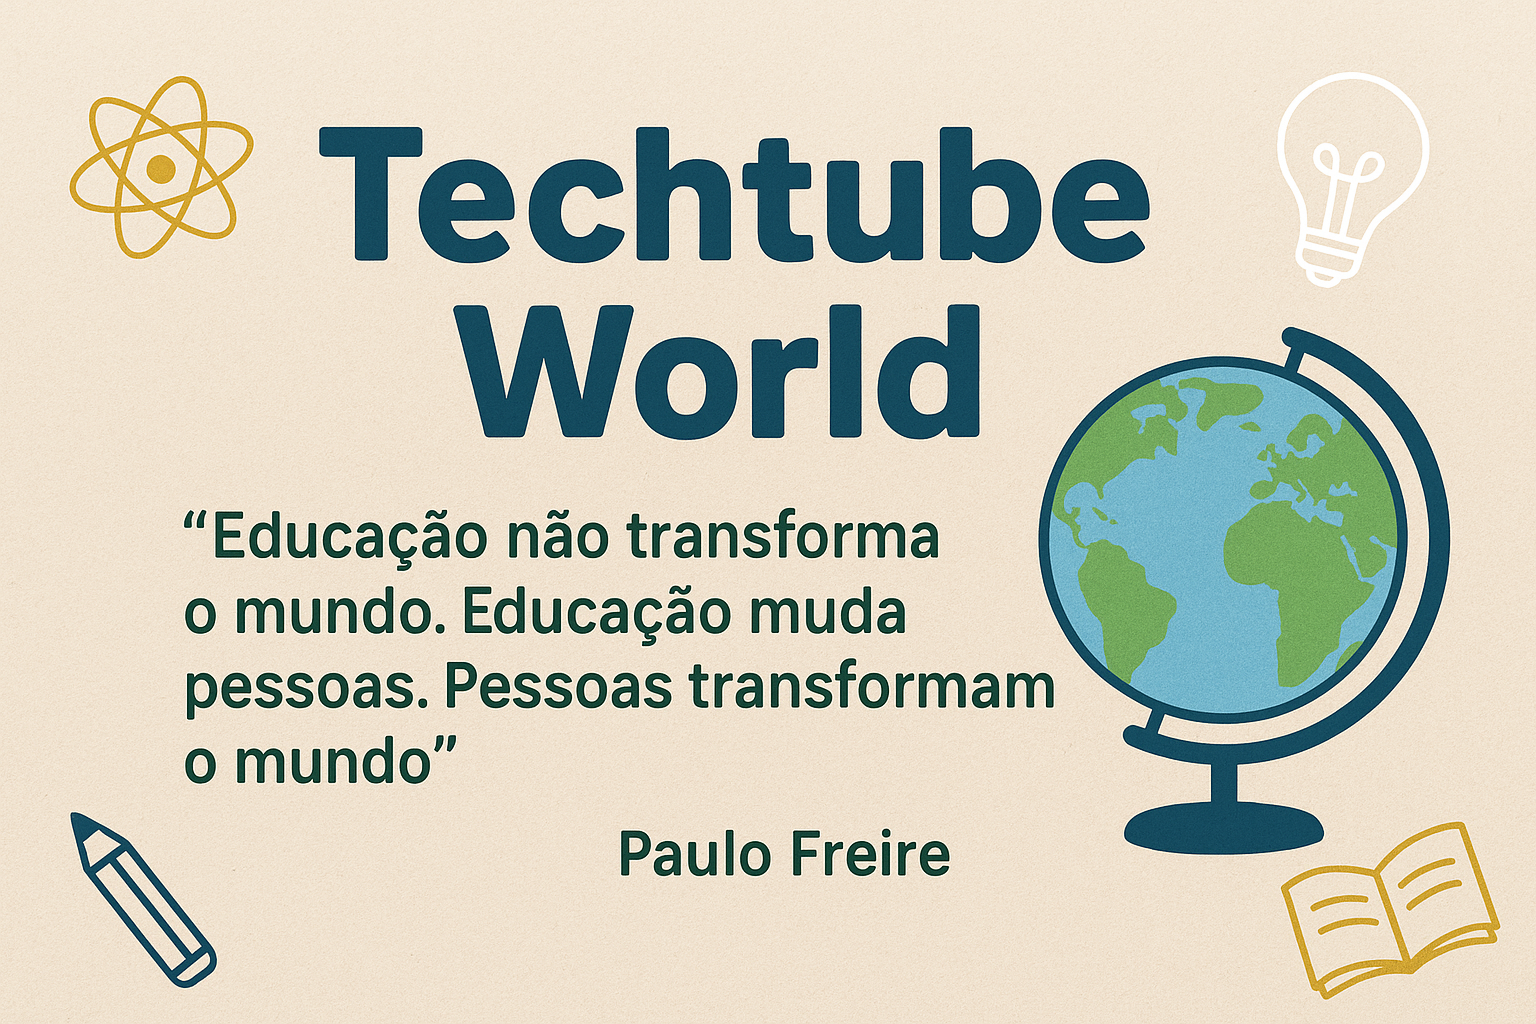 Techtube
World
“Educação não transforma
o mundo. Educação muda
pessoas. Pessoas transformam
o mundo”
Paulo Freire